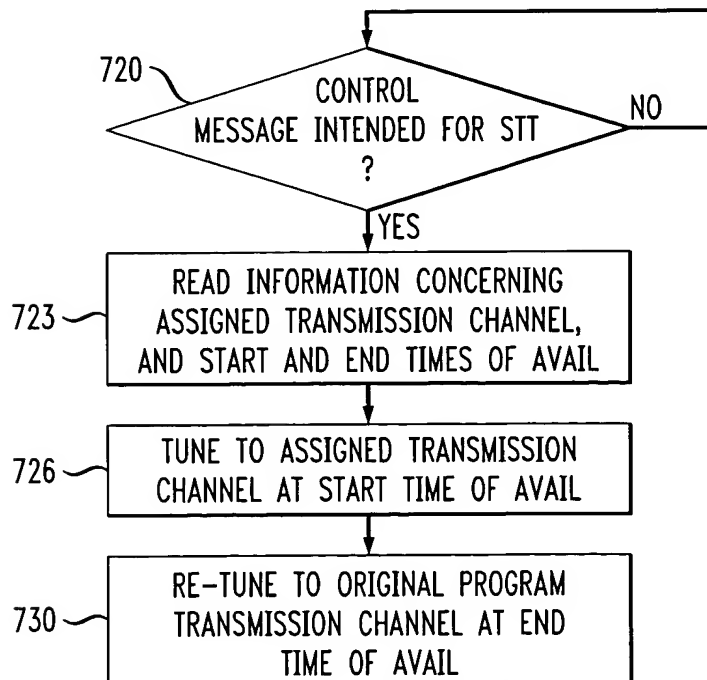 720
CONTROL
MESSAGE INTENDED FOR STT
?
NO
YES
723
READ INFORMATION CONCERNING
ASSIGNED TRANSMISSION CHANNEL,
AND START AND END TIMES OF AVAIL
726
TUNE TO ASSIGNED TRANSMISSION
CHANNEL AT START TIME OF AVAIL
730
RE-TUNE TO ORIGINAL PROGRAM
TRANSMISSION CHANNEL AT END
TIME OF AVAIL